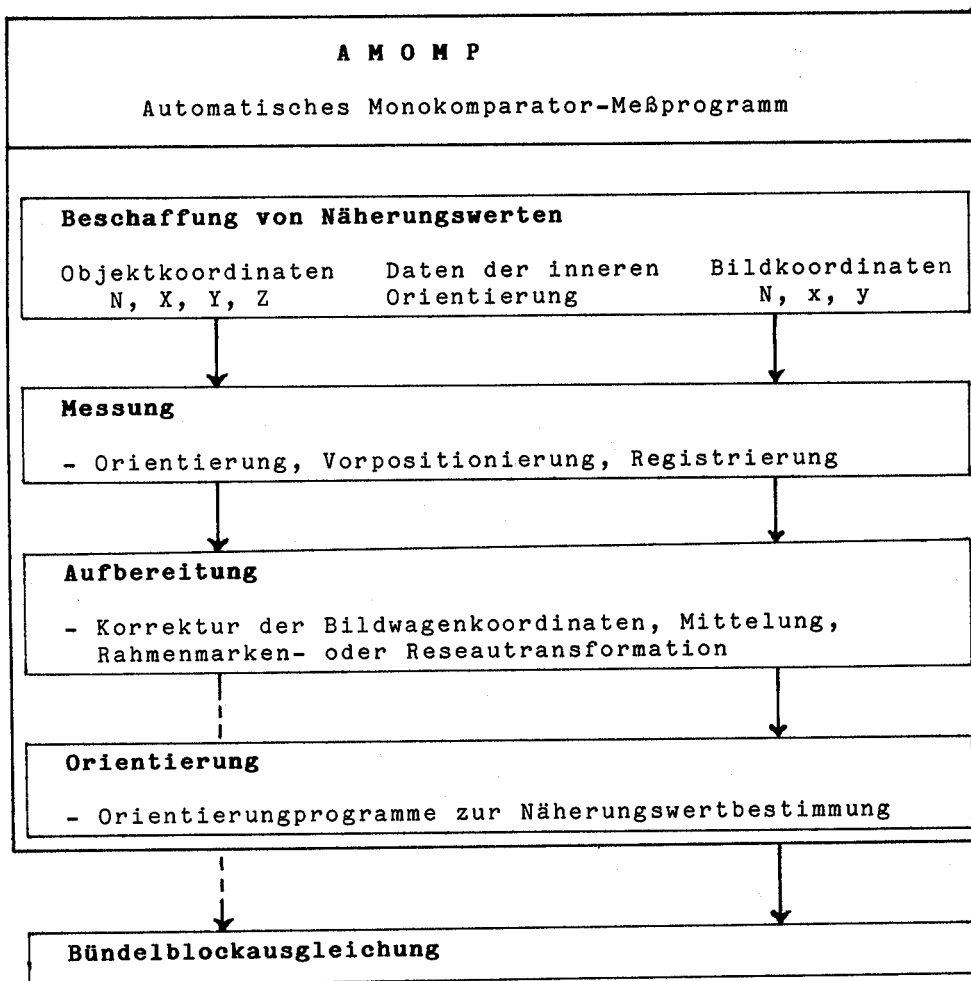 A M O M P
Automatisches Monokomparator-Meßprogramm
Beschaffung von Näherungswerten
Objektkoordinaten Daten der inneren Bildkoordinaten
N, X, Y, Z Orientierung N, x, y
Messung
- Orientierung, Vorpositionierung, Registrierung
Aufbereitung
- Korrektur der Bildwagenkoordinaten, Mittelung,
Rahmenmarken- oder Reseautransformation
Orientierung
- Orientierungprogramme zur Näherungswertbestimmung
Bündelblockausgleichung